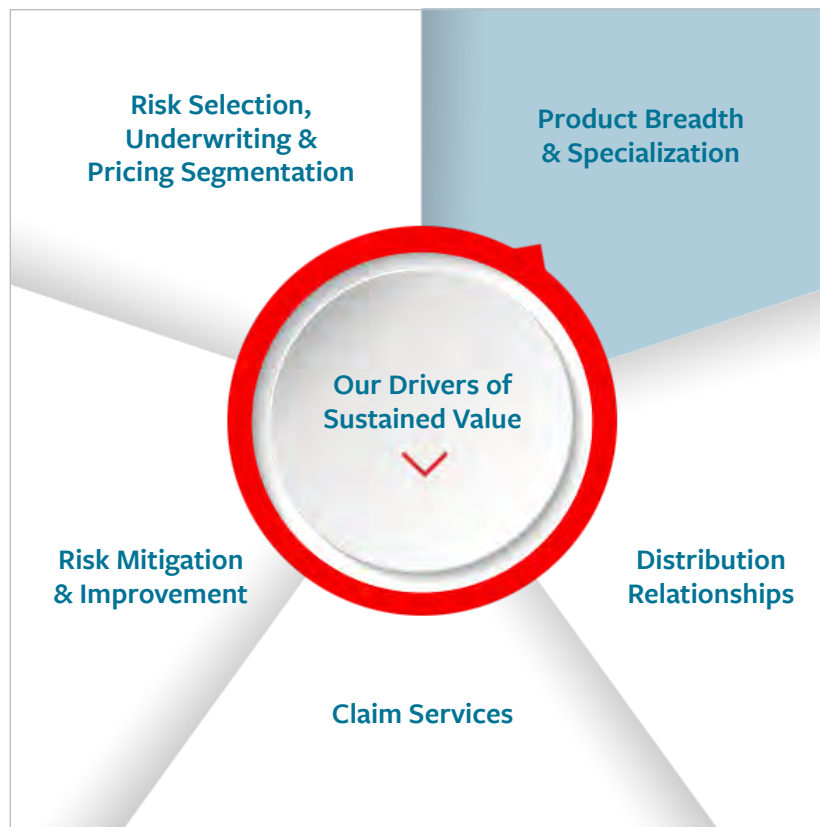 Risk Selection,
Underwriting &
Pricing Segmentation
Product Breadth
& Specialization
Our Drivers of
Sustained Value
Risk Mitigation
& Improvement
Distribution
Relationships
Claim Services